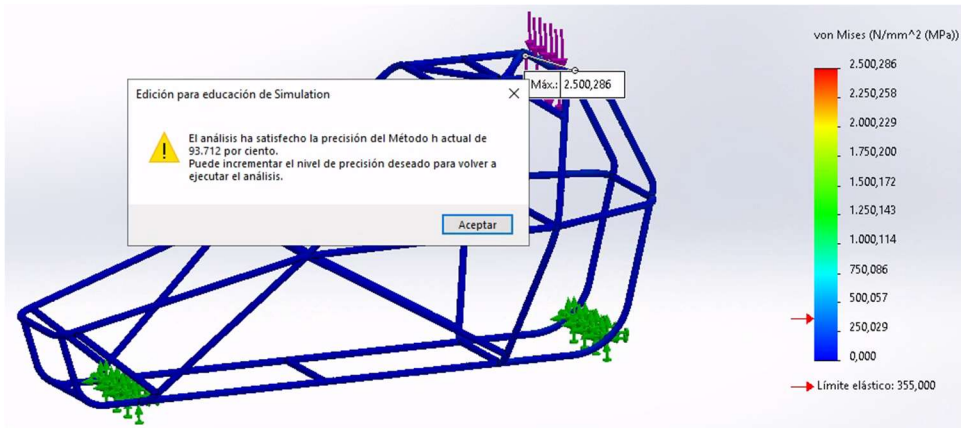 von Mises (N/mm^2 (MPa))
2.500,286
2.250,258
2.000,229
1.750,200
1.500,172
1.250,143
1.000,114
750,086
500,057
250,029
0,000
Límite elástico: 355,000
Máx.: 2.500,286
Edición para educación de Simulation
El análisis ha satisfecho la precisión del Método h actual de
93.712 por ciento.
Puede incrementar el nivel de precisión deseado para volver a
ejecutar el análisis.
Aceptar